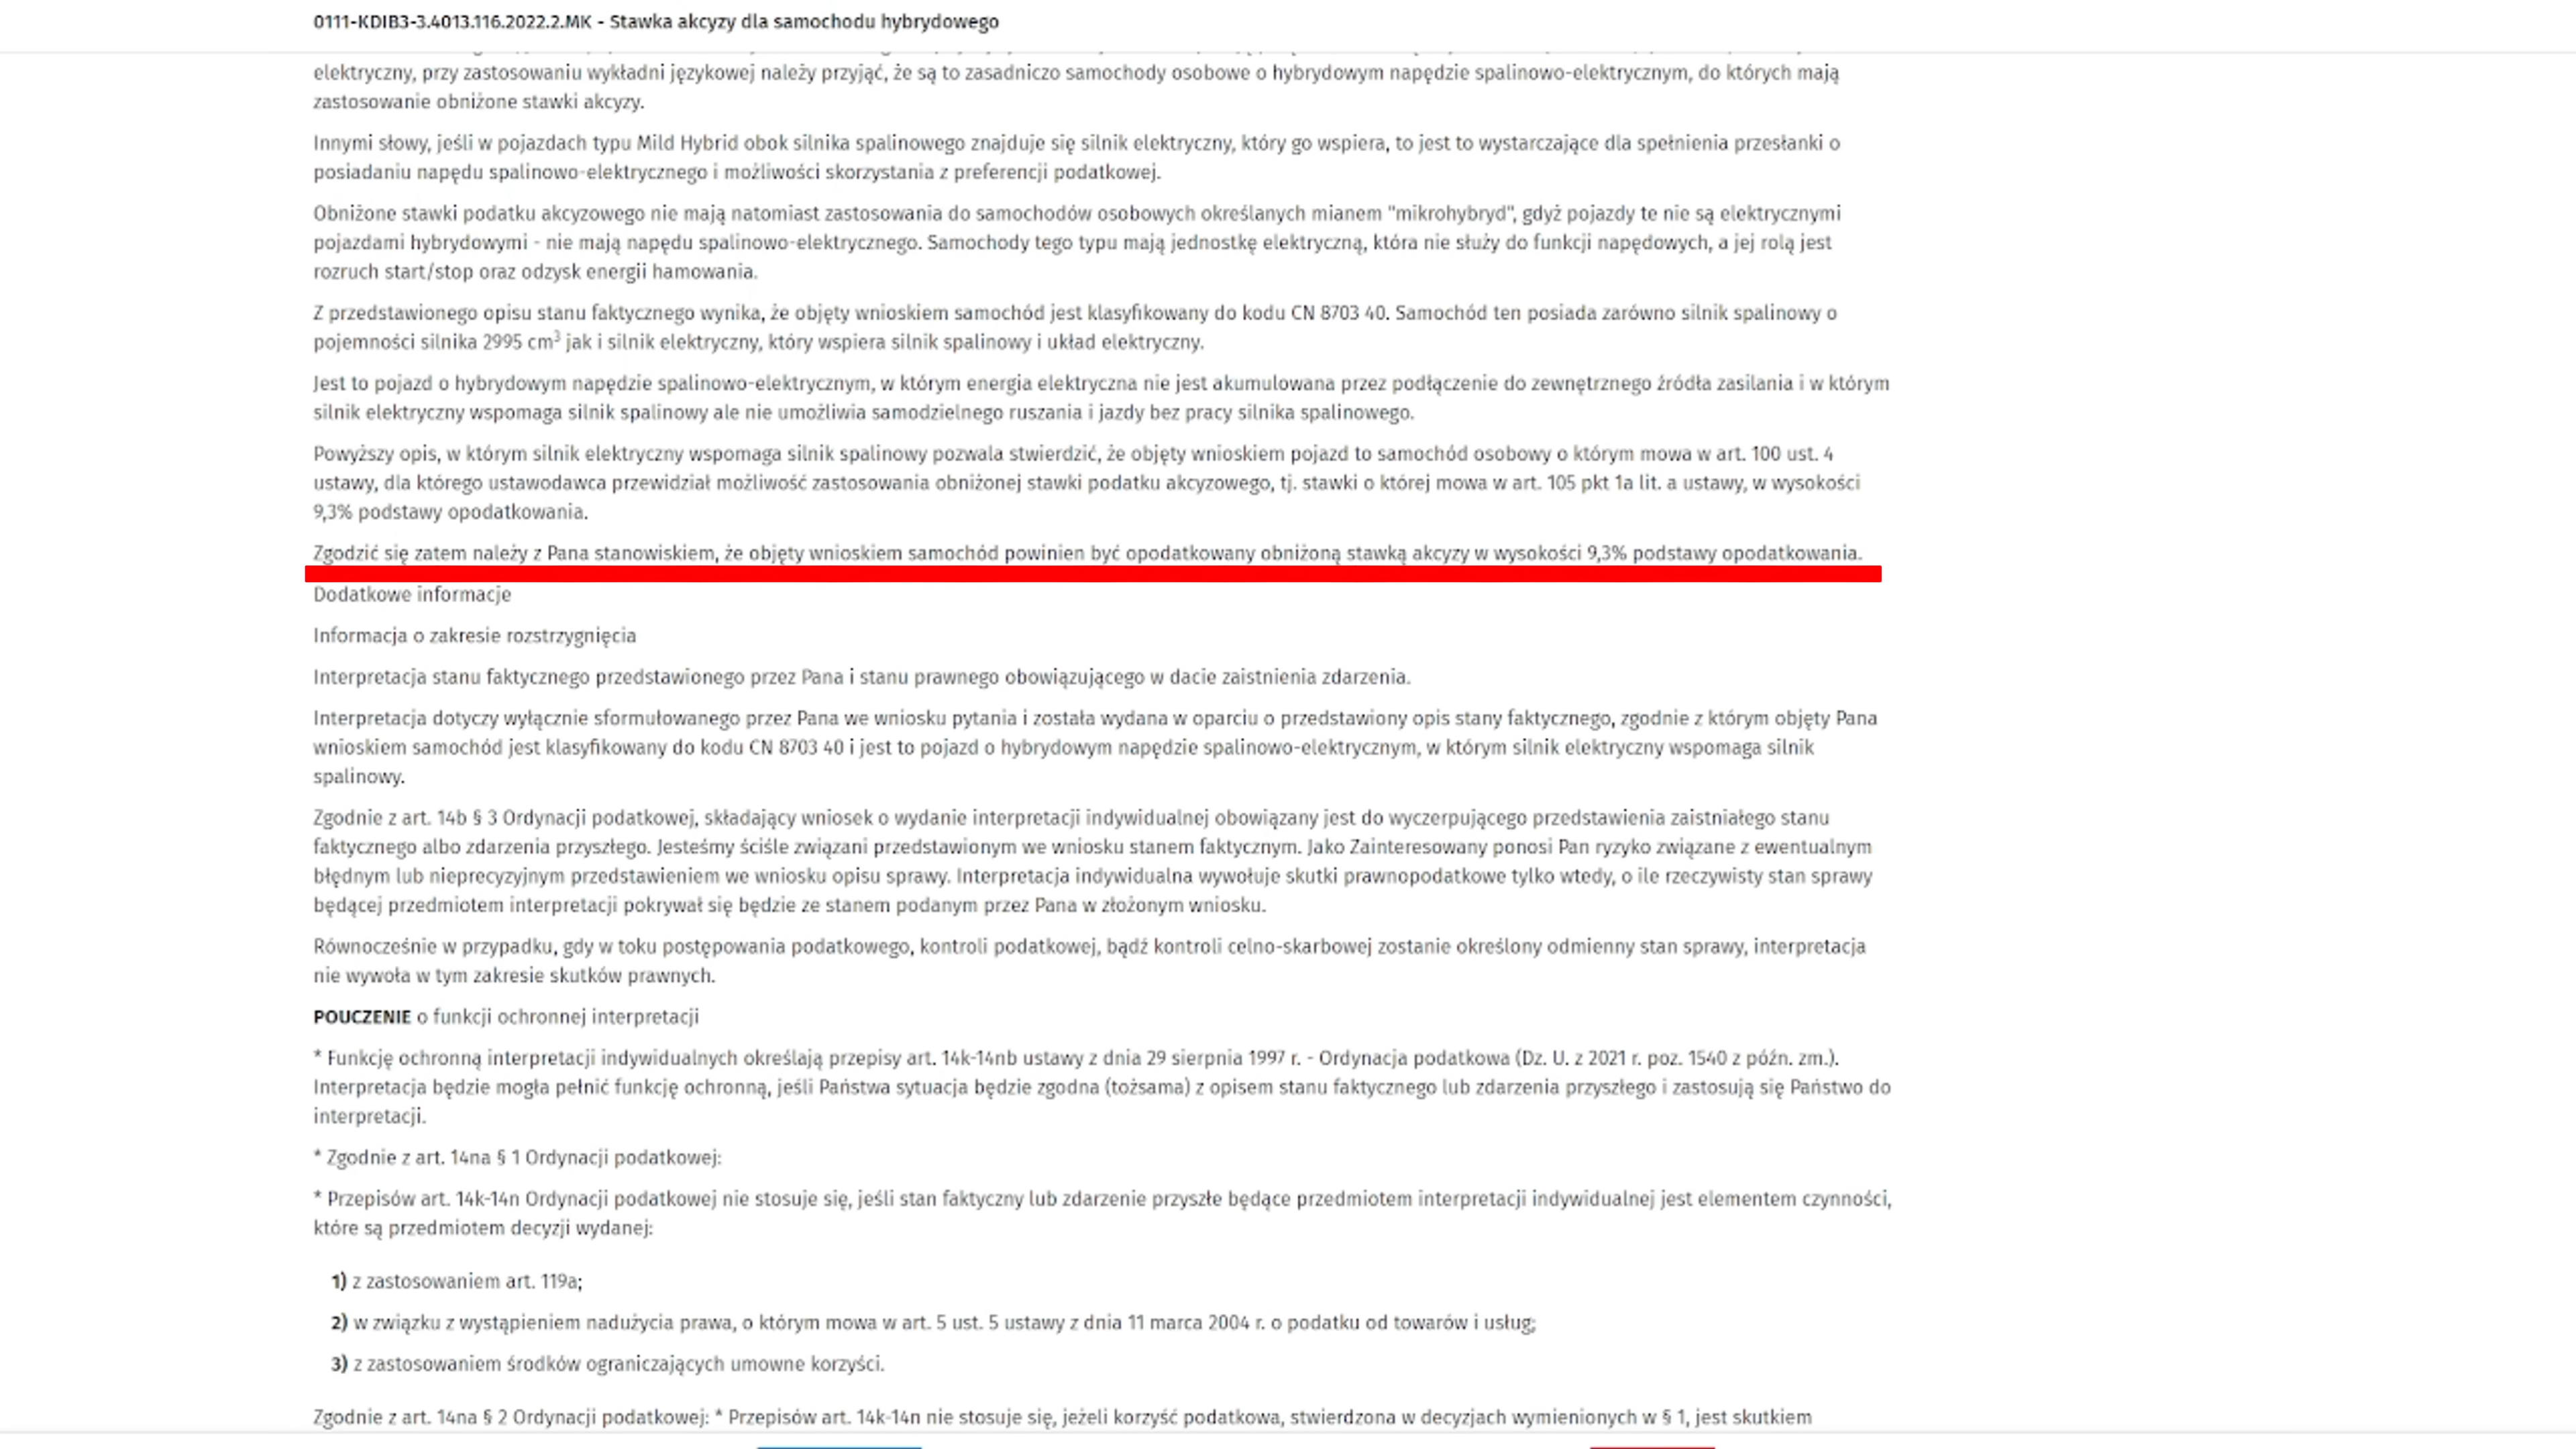 0111-KDIB3-3.4013.116.2022.2.MK - Stawka akcyzy dla samochodu hybrydowego
elektryczny, przy zastosowaniu wykładni językowej należy przyjąć, że są to zasadniczo samochody osobowe o hybrydowym napędzie spalinowo-elektrycznym, do których mają
zastosowanie obniżone stawki akcyzy.
Innymi słowy, jeśli w pojazdach typu Mild Hybrid obok silnika spalinowego znajduje się silnik elektryczny, który go wspiera, to jest to wystarczające dla spełnienia przesłanki o
posiadaniu napędu spalinowo-elektrycznego i możliwości skorzystania z preferencji podatkowej.
Obniżone stawki podatku akcyzowego nie mają natomiast zastosowania do samochodów osobowych określanych mianem "mikrohybryd", gdyż pojazdy te nie są elektrycznymi
pojazdami hybrydowymi - nie mają napędu spalinowo-elektrycznego. Samochody tego typu mają jednostkę elektryczną, która nie służy do funkcji napędowych, a jej rolą jest
rozruch start/stop oraz odzysk energii hamowania.
Z przedstawionego opisu stanu faktycznego wynika, że objęty wnioskiem samochód jest klasyfikowany do kodu CN 8703 40. Samochód ten posiada zarówno silnik spalinowy o
pojemności silnika 2995 cm³ jak i silnik elektryczny, który wspiera silnik spalinowy i układ elektryczny.
Jest to pojazd o hybrydowym napędzie spalinowo-elektrycznym, w którym energia elektryczna nie jest akumulowana przez podłączenie do zewnętrznego źródła zasilania i w którym
silnik elektryczny wspomaga silnik spalinowy ale nie umożliwia samodzielnego ruszania i jazdy bez pracy silnika spalinowego.
Powyższy opis, w którym silnik elektryczny wspomaga silnik spalinowy pozwala stwierdzić, że objęty wnioskiem pojazd to samochód osobowy o którym mowa w art. 100 ust. 4
ustawy, dla którego ustawodawca przewidział możliwość zastosowania obniżonej stawki podatku akcyzowego, tj. stawki o której mowa w art. 105 pkt 1a lit. a ustawy, w wysokości
9,3% podstawy opodatkowania.
Zgodzić się zatem należy z Pana stanowiskiem, że objęty wnioskiem samochód powinien być opodatkowany obniżoną stawką akcyzy w wysokości 9,3% podstawy opodatkowania.
Dodatkowe informacje
Informacja o zakresie rozstrzygnięcia
Interpretacja stanu faktycznego przedstawionego przez Pana i stanu prawnego obowiązującego w dacie zaistnienia zdarzenia.
Interpretacja dotyczy wyłącznie sformułowanego przez Pana we wniosku pytania i została wydana w oparciu o przedstawiony opis stany faktycznego, zgodnie z którym objęty Pana
wnioskiem samochód jest klasyfikowany do kodu CN 8703 40 i jest to pojazd o hybrydowym napędzie spalinowo-elektrycznym, w którym silnik elektryczny wspomaga silnik
spalinowy.
Zgodnie z art. 14b § 3 Ordynacji podatkowej, składający wniosek o wydanie interpretacji indywidualnej obowiązany jest do wyczerpującego przedstawienia zaistniałego stanu
faktycznego albo zdarzenia przyszłego. Jesteśmy ściśle związani przedstawionym we wniosku stanem faktycznym. Jako Zainteresowany ponosi Pan ryzyko związane z ewentualnym
błędnym lub nieprecyzyjnym przedstawieniem we wniosku opisu sprawy. Interpretacja indywidualna wywołuje skutki prawnopodatkowe tylko wtedy, o ile rzeczywisty stan sprawy
będącej przedmiotem interpretacji pokrywał się będzie ze stanem podanym przez Pana w złożonym wniosku.
Równocześnie w przypadku, gdy w toku postępowania podatkowego, kontroli podatkowej, bądź kontroli celno-skarbowej zostanie określony odmienny stan sprawy, interpretacja
nie wywoła w tym zakresie skutków prawnych.
POUCZENIE o funkcji ochronnej interpretacji
* Funkcję ochronną interpretacji indywidualnych określają przepisy art. 14k-14nb ustawy z dnia 29 sierpnia 1997 r. - Ordynacja podatkowa (Dz. U. z 2021 r. poz. 1540 z późn. zm.).
Interpretacja będzie mogła pełnić funkcję ochronną, jeśli Państwa sytuacja będzie zgodna (tożsama) z opisem stanu faktycznego lub zdarzenia przyszłego i zastosują się Państwo do
interpretacji.
* Zgodnie z art. 14na § 1 Ordynacji podatkowej:
* Przepisów art. 14k-14n Ordynacji podatkowej nie stosuje się, jeśli stan faktyczny lub zdarzenie przyszłe będące przedmiotem interpretacji indywidualnej jest elementem czynności,
które są przedmiotem decyzji wydanej:
1) z zastosowaniem art. 119a;
2) w związku z wystąpieniem nadużycia prawa, o którym mowa w art. 5 ust. 5 ustawy z dnia 11 marca 2004 r. o podatku od towarów i usług;
3) z zastosowaniem środków ograniczających umowne korzyści.
Zgodnie z art. 14na § 2 Ordynacji podatkowej: * Przepisów art. 14k-14n nie stosuje się, jeżeli korzyść podatkowa, stwierdzona w decyzjach wymienionych w § 1, jest skutkiem